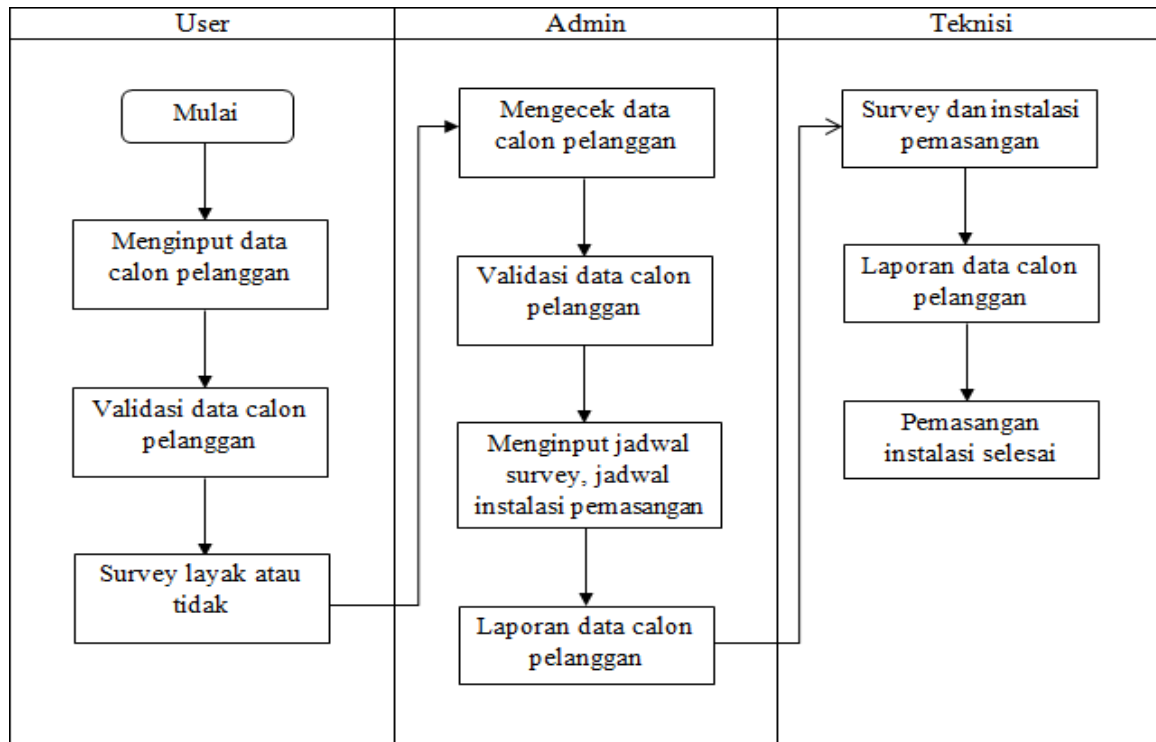 User
Admin
Teknisi
Mulai
Menginput data
calon pelanggan
Validasi data calon
pelanggan
Survey layak atau
tidak
Mengecek data
calon pelanggan
Validasi data calon
pelanggan
Menginput jadwal
survey, jadwal
instalasi pemasangan
Laporan data calon
pelanggan
Survey dan instalasi
pemasangan
Laporan data calon
pelanggan
Pemasangan
instalasi selesai